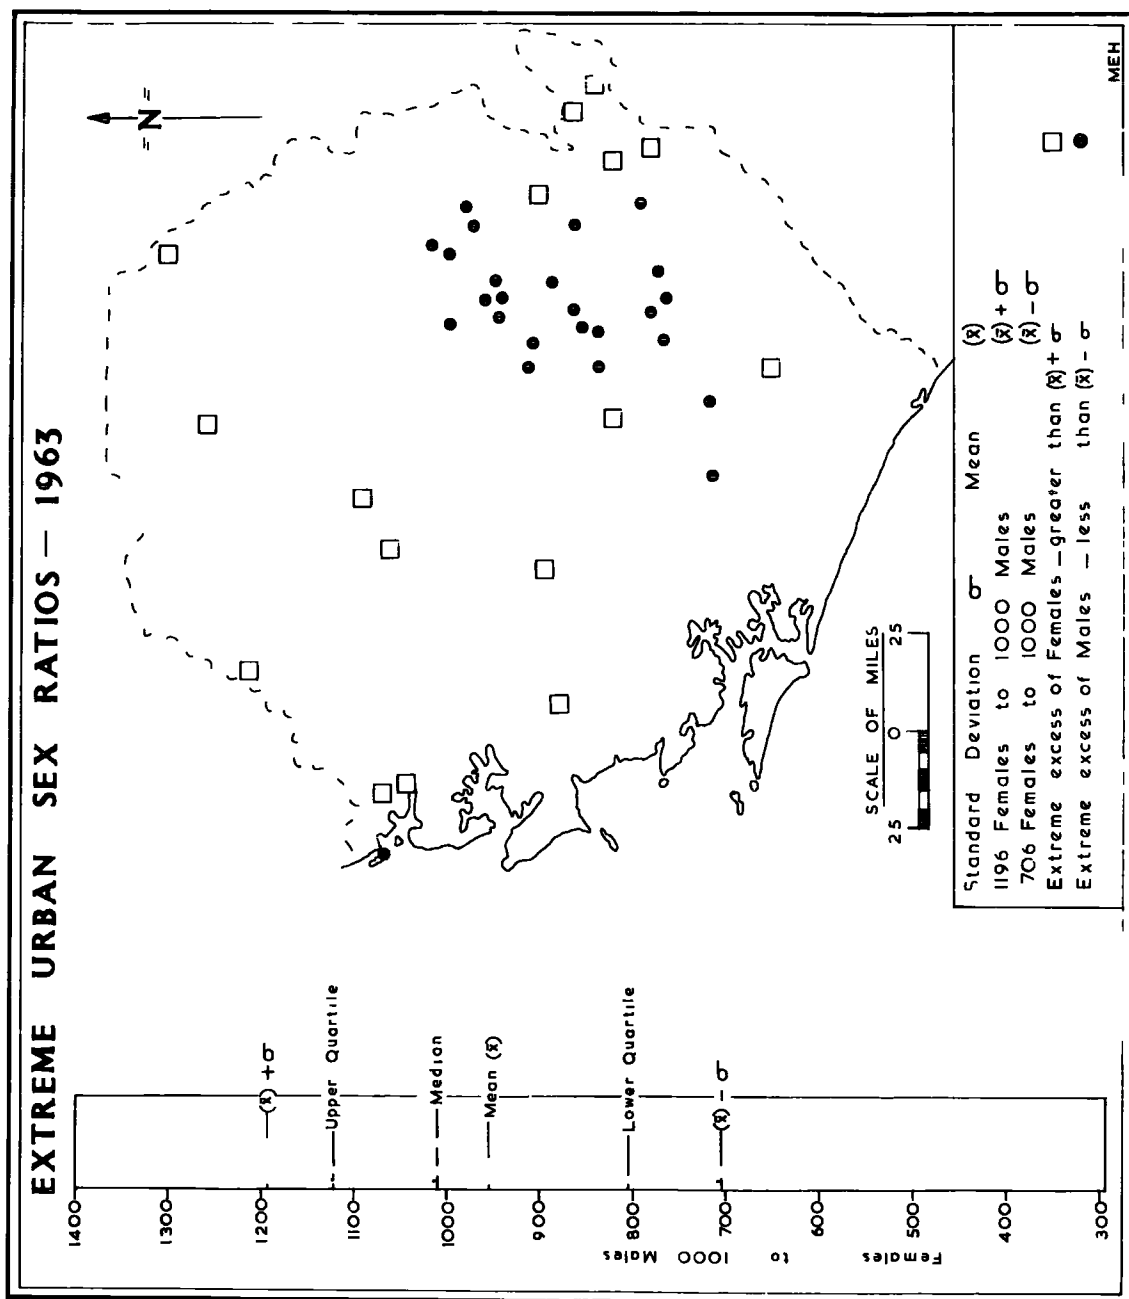 EXTREME URBAN SEX RATIOS — 1963
=N=
1400
1300
1200
1100
1000
900
800
700
600
500
400
300
Females to 1000 Males
(x̄) + σ
Upper Quartile
Median
Mean (x̄)
Lower Quartile
(x̄) − σ
SCALE OF MILES
25 0 25
Standard Deviation σ Mean (x̄)
1196 Females to 1000 Males (x̄) + σ
706 Females to 1000 Males (x̄) − σ
Extreme excess of Females – greater than (x̄) + σ
Extreme excess of Males – less than (x̄) − σ
MEH